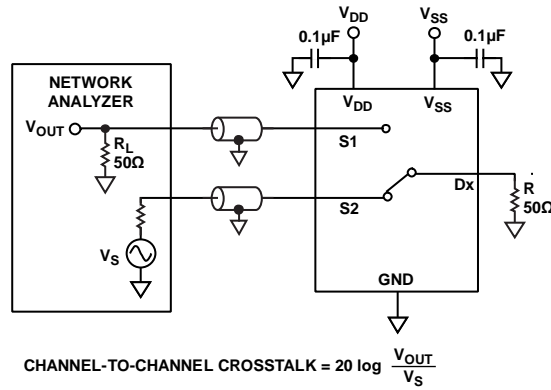 VDD
VSS
0.1µF
0.1µF
NETWORK
ANALYZER
VDD
VSS
VOUT
RL
50Ω
S1
S2
Dx
R
50Ω
VS
GND
CHANNEL-TO-CHANNEL CROSSTALK = 20 log VOUT
VS